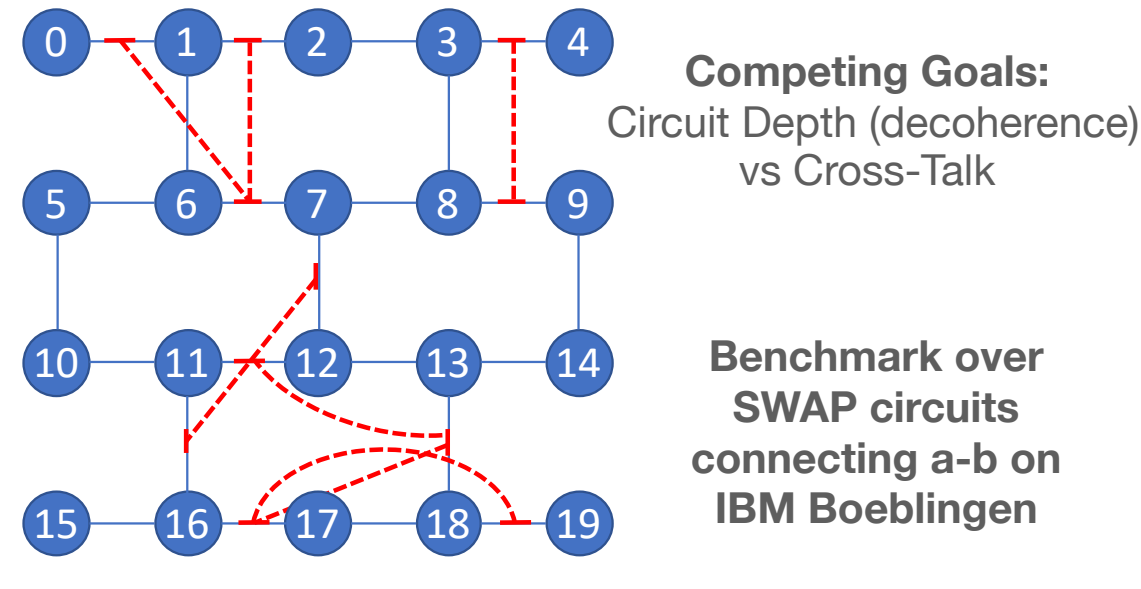 0 1 2 3 4
Competing Goals:
Circuit Depth (decoherence)
vs Cross-Talk
5 6 7 8 9
10 11 12 13 14
Benchmark over
SWAP circuits
connecting a-b on
IBM Boeblingen
15 16 17 18 19